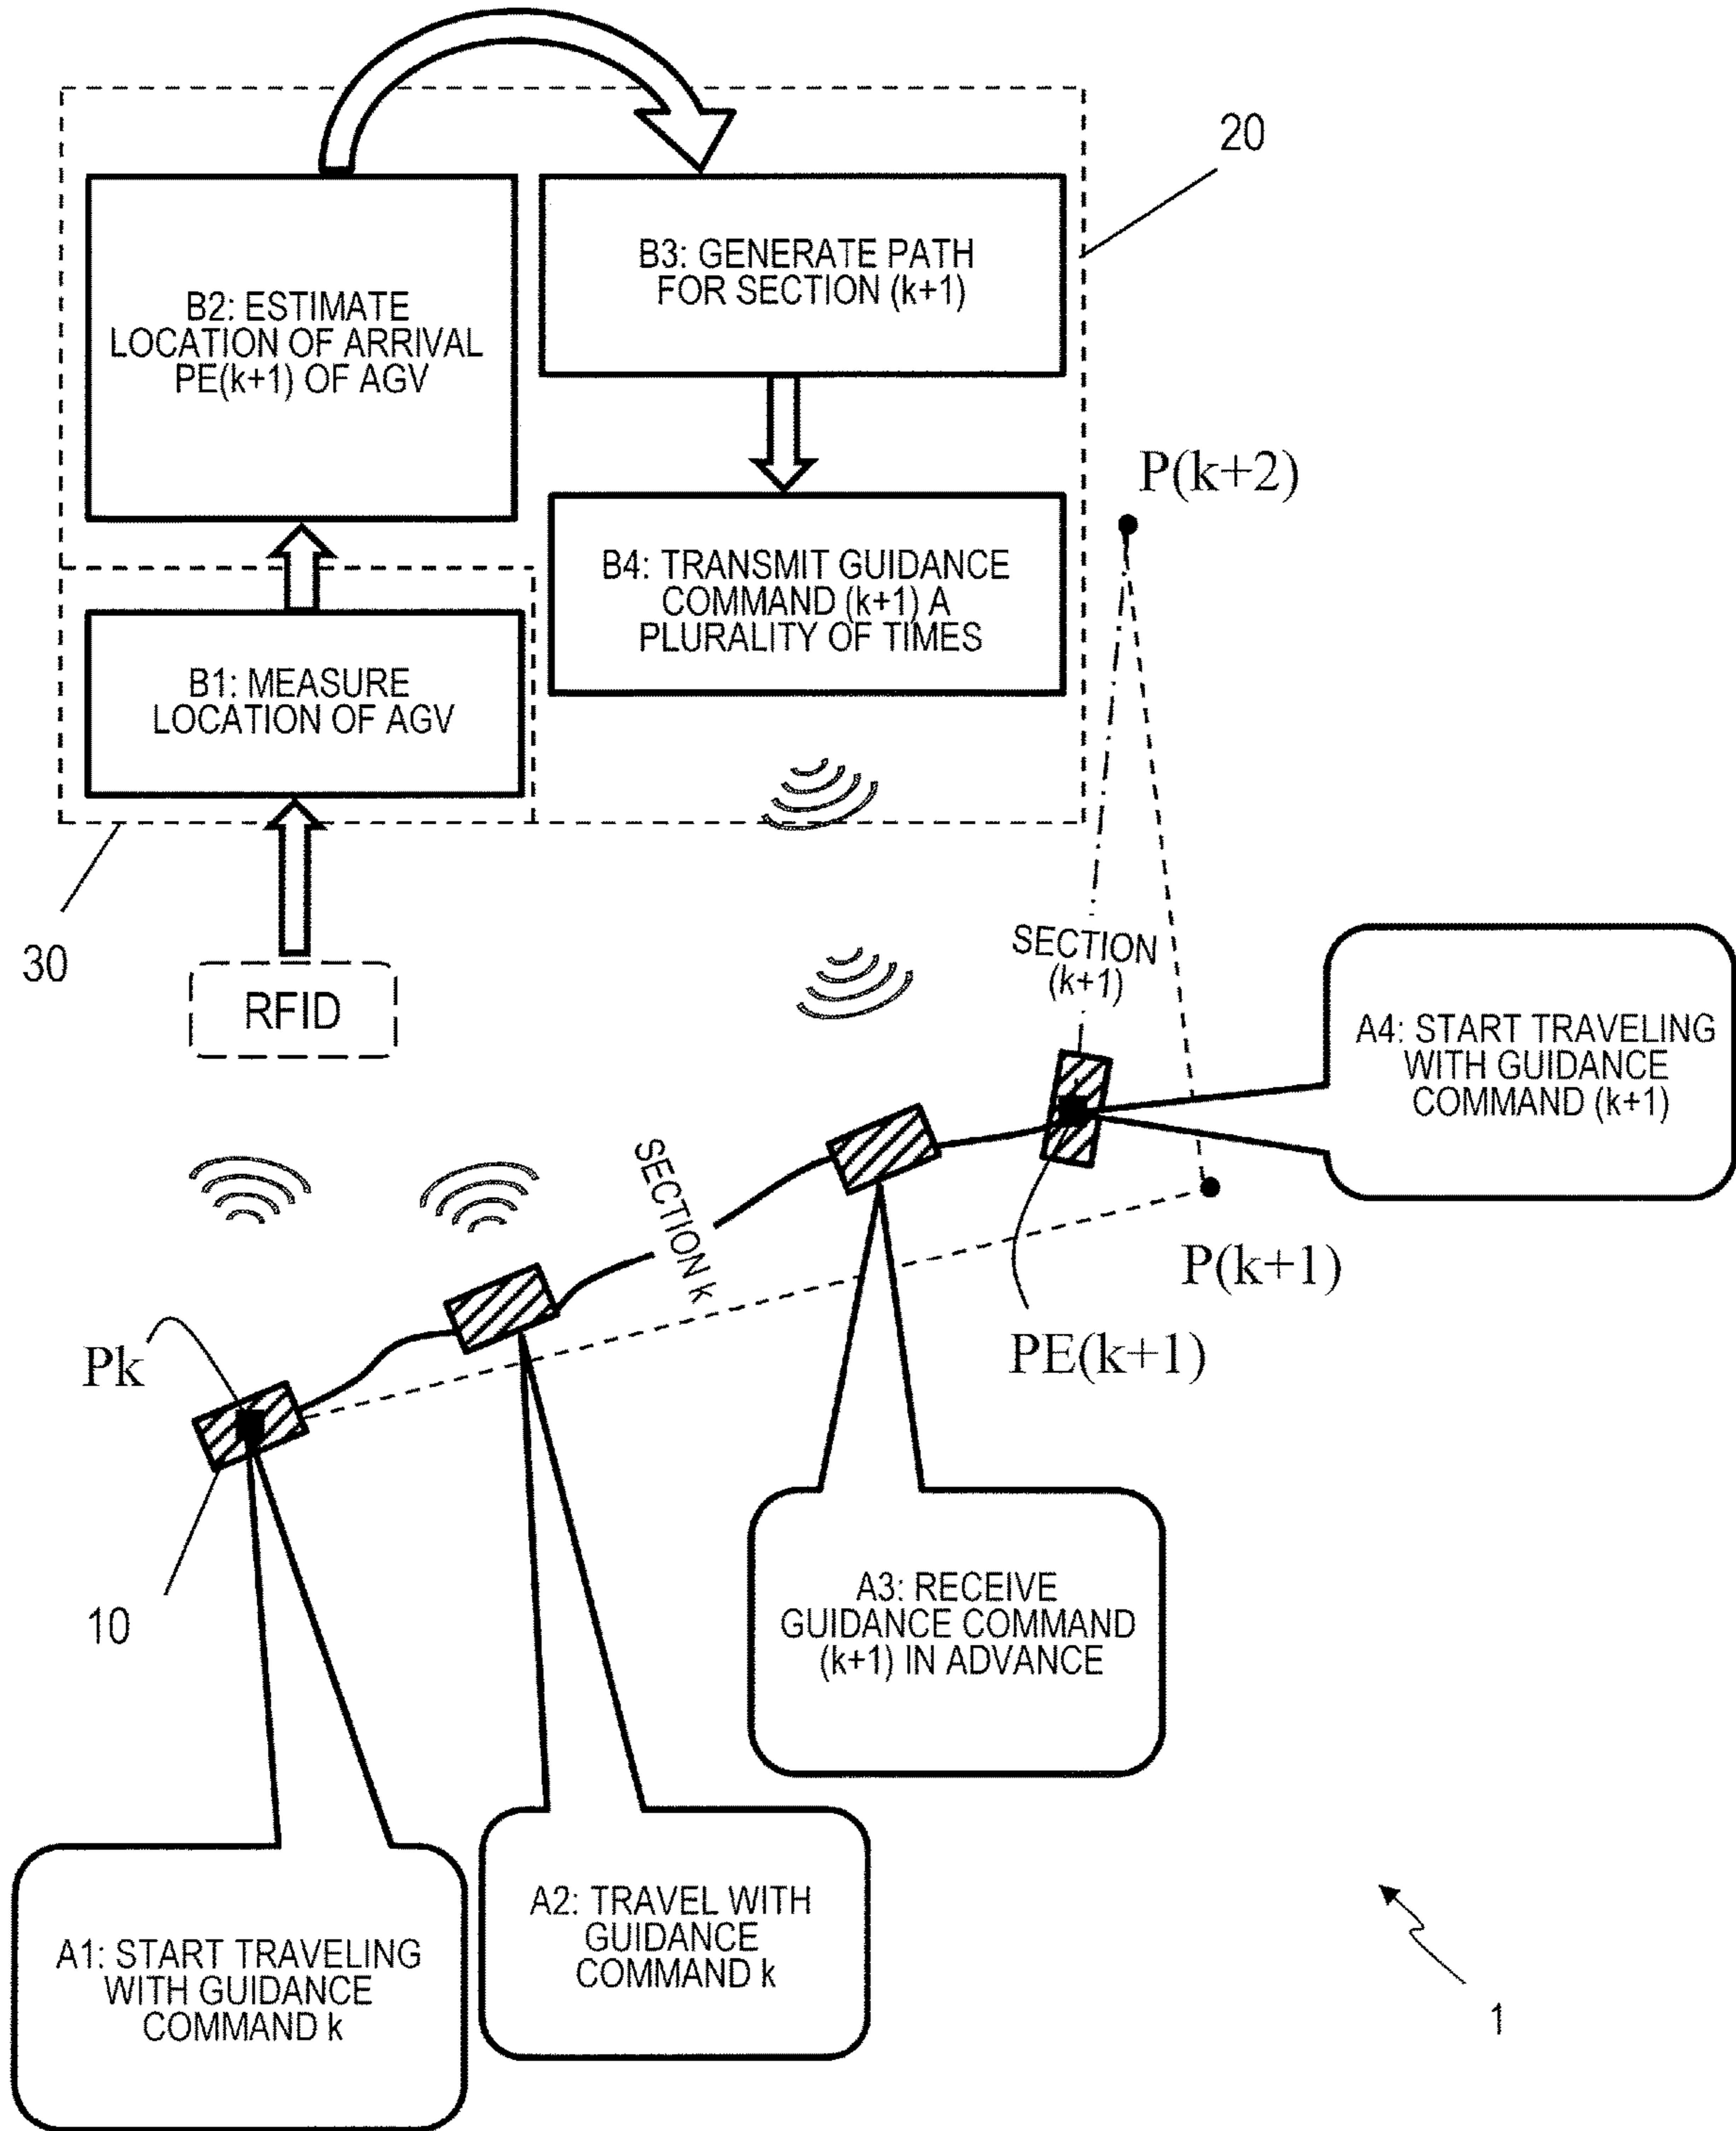 20
B2: ESTIMATE
LOCATION OF ARRIVAL
PE(k+1) OF AGV
B3: GENERATE PATH
FOR SECTION (k+1)
B1: MEASURE
LOCATION OF AGV
B4: TRANSMIT GUIDANCE
COMMAND (k+1) A
PLURALITY OF TIMES
P(k+2)
30
RFID
SECTION
(k+1)
A4: START TRAVELING
WITH GUIDANCE
COMMAND (k+1)
SECTION k
P(k+1)
PE(k+1)
Pk
10
A3: RECEIVE
GUIDANCE COMMAND
(k+1) IN ADVANCE
A2: TRAVEL WITH
GUIDANCE
COMMAND k
A1: START TRAVELING
WITH GUIDANCE
COMMAND k
1